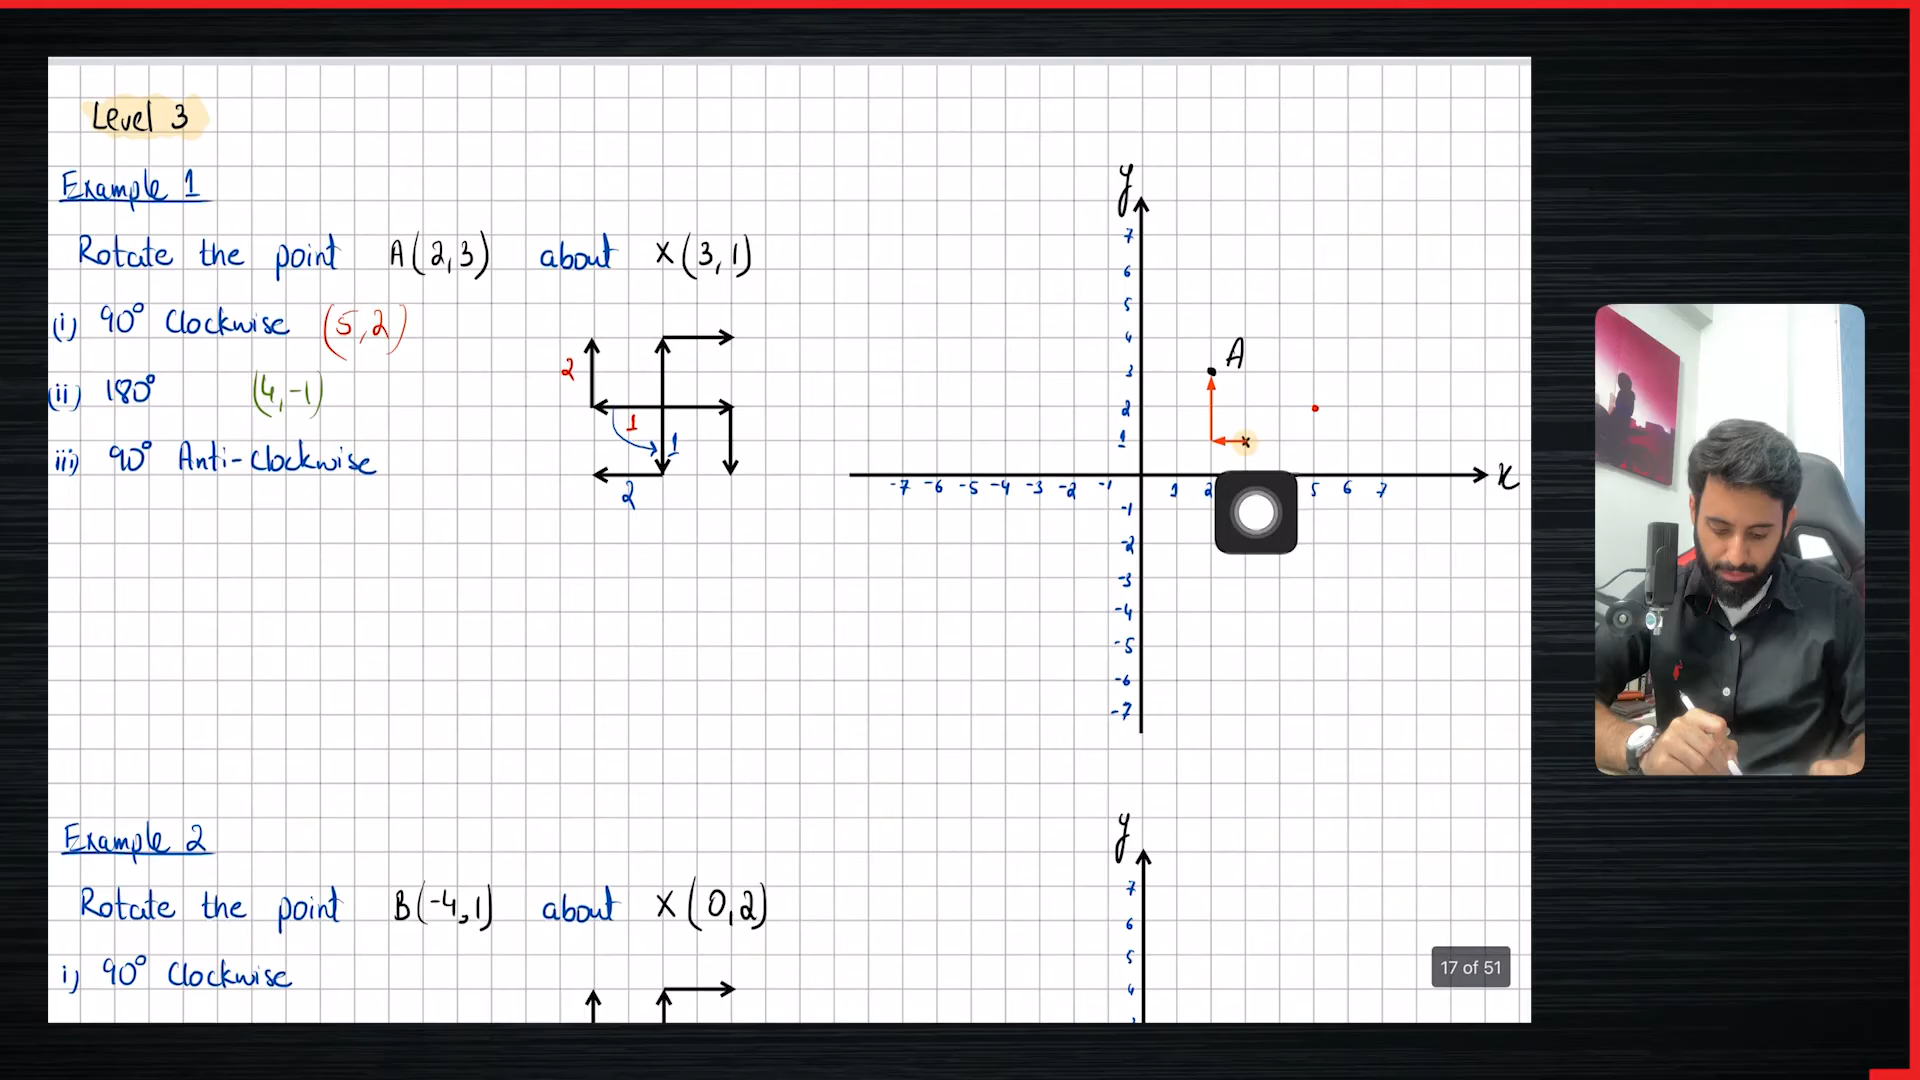 Level 3
Example 1
Rotate the point A(2,3) about X(3,1)
(i) 90° Clockwise (5,2)
(ii) 180° (4,-1)
iii) 90° Anti-clockwise
2
1
1
2
y
7
6
5
4
3
2
1
A
x
-7 -6 -5 -4 -3 -2 -1 1 2 5 6 7 x
-1
-2
-3
-4
-5
-6
-7
Example 2
Rotate the point B(-4,1) about X(0,2)
i) 90° Clockwise
y
7
6
5
4
17 of 51